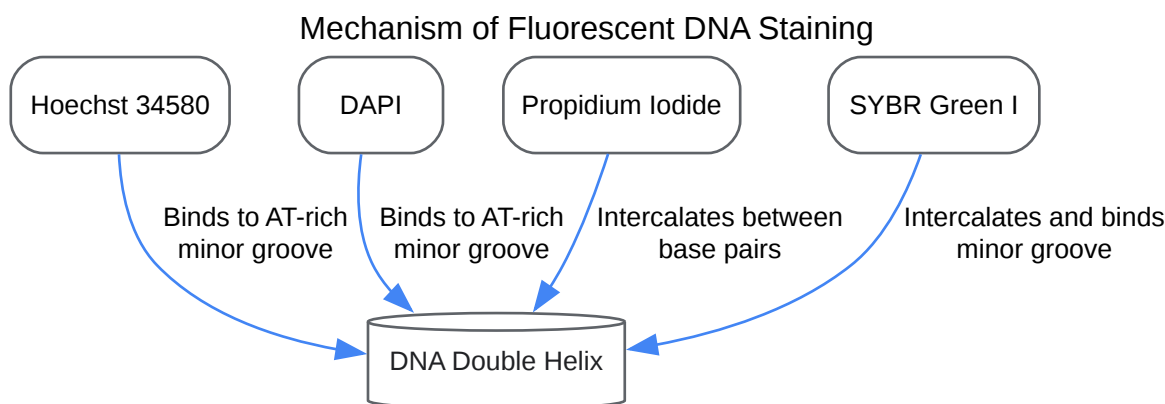 Mechanism of Fluorescent DNA Staining
Hoechst 34580
DAPI
Propidium Iodide
SYBR Green I
Binds to AT-rich
minor groove
Binds to AT-rich
minor groove
Intercalates between
base pairs
Intercalates and binds
minor groove
DNA Double Helix